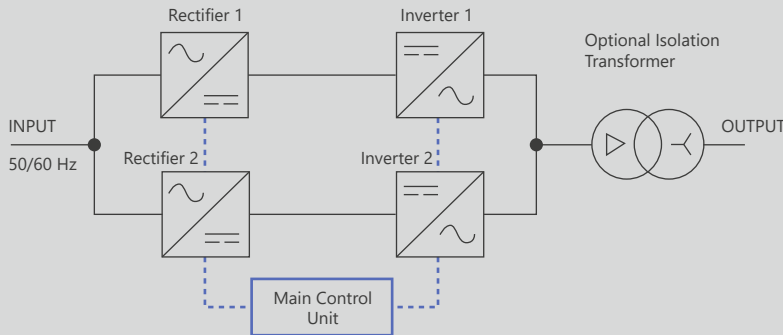 Rectifier 1
Inverter 1
Optional Isolation
Transformer
INPUT
50/60 Hz
OUTPUT
Rectifier 2
Inverter 2
Main Control
Unit